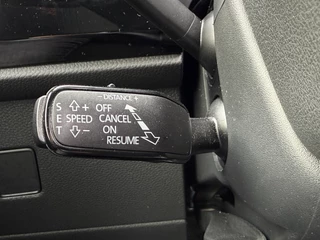 - DISTANCE +
S ⇧+ OFF
E SPEED CANCEL
T ⇩- ON
RESUME